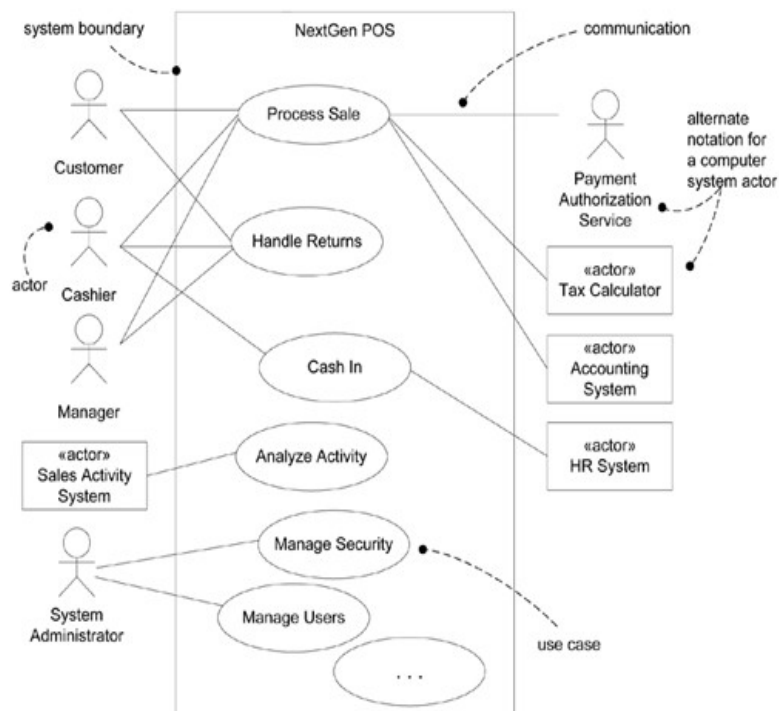 system boundary
NextGen POS
communication
Process Sale
Customer
alternate
notation for
a computer
system actor
Payment
Authorization
Service
Handle Returns
actor
Cashier
«actor»
Tax Calculator
Cash In
«actor»
Accounting
System
Manager
«actor»
Sales Activity
System
Analyze Activity
«actor»
HR System
Manage Security
System
Administrator
Manage Users
use case
. . .